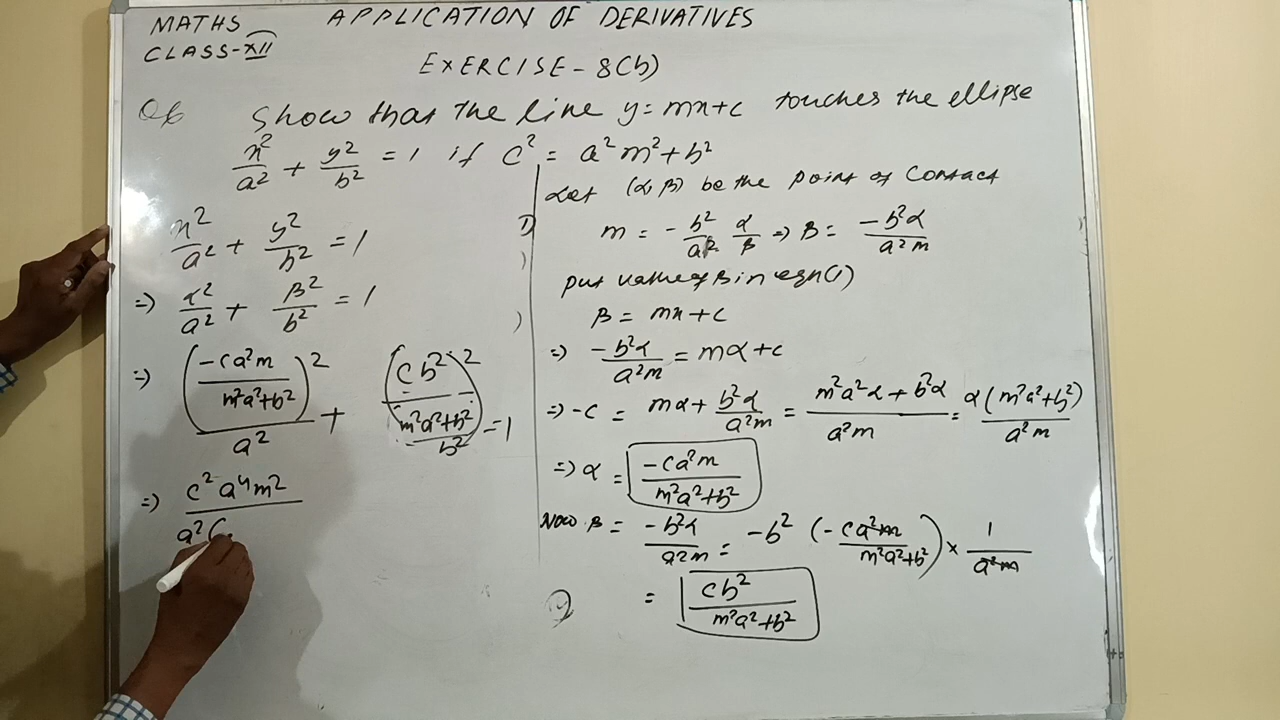 MATHS APPLICATION OF DERIVATIVES
CLASS-XII
EXERCISE-8(b)
Q6 Show that the line y=mx+c touches the ellipse
x²/a² + y²/b² = 1 if c² = a²m²+b²
x²/a² + y²/b² = 1
=) α²/a² + β²/b² = 1
=) (-ca²m/m²a²+b²)²/a² + (cb²/m²a²+b²)²/b² = 1
=) c²a⁴m²/a²(
Let (α, β) be the point of contact
m = - b²/a² α/β => β = -b²α/a²m
put value of β in eqn(1)
β = mx+c
=> -b²α/a²m = mα+c
=> -c = mα + b²α/a²m = m²a²α+b²α/a²m = α(m²a²+b²)/a²m
=> α = -ca²m/m²a²+b²
Now β = -b²α/a²m = -b² (-ca²m/m²a²+b²) × 1/a²m
= cb²/m²a²+b²